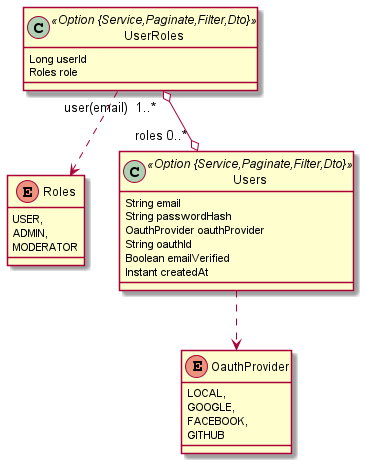 C «Option {Service,Paginate,Filter,Dto}»
UserRoles
Long userId
Roles role
user(email) 1..*
roles 0..*
E Roles
USER,
ADMIN,
MODERATOR
C «Option {Service,Paginate,Filter,Dto}»
Users
String email
String passwordHash
OauthProvider oauthProvider
String oauthId
Boolean emailVerified
Instant createdAt
E OauthProvider
LOCAL,
GOOGLE,
FACEBOOK,
GITHUB